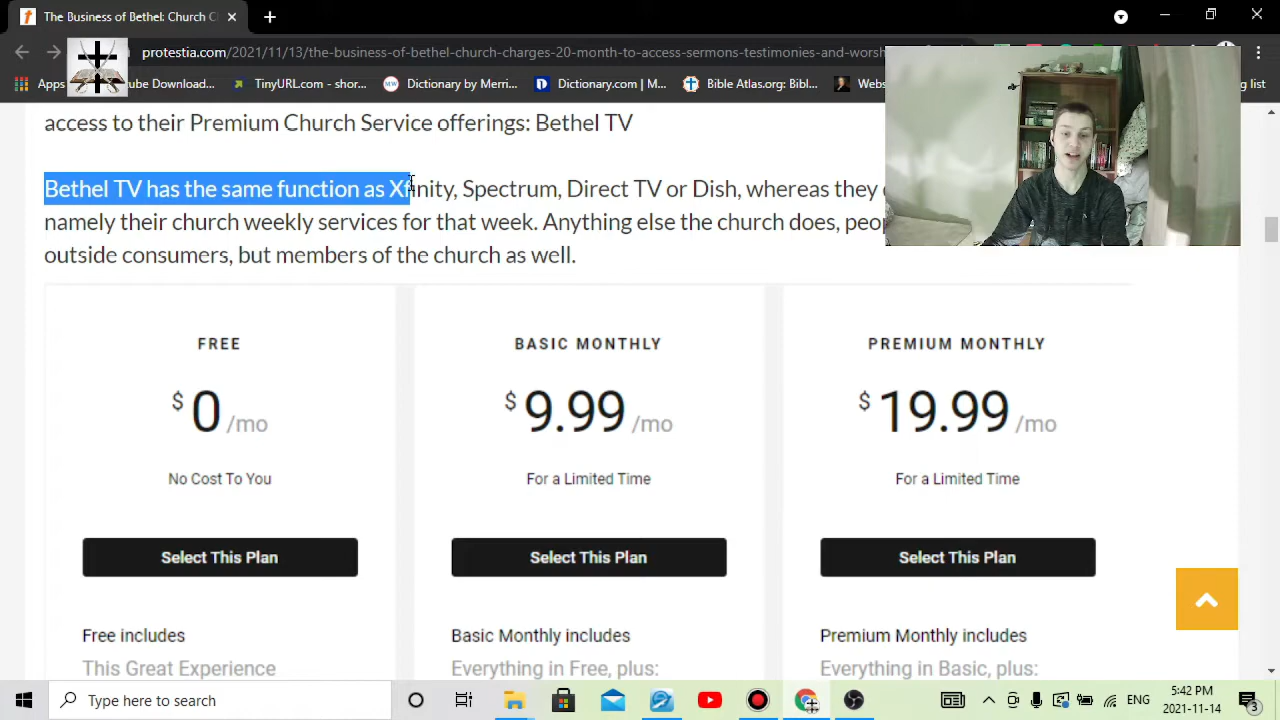 The Business of Bethel: Church C
protestia.com/2021/11/13/the-business-of-bethel-church-charges-20-month-to-access-sermons-testim and-worsh
Apps
ube Download...
TinyURL.com - shor...
MW
Dictionary by Merri...
Dictionary.com | M...
Bible Atlas.org: Bibl...
Webs
g list
access to their Premium Church Service offerings: Bethel TV
Bethel TV has the same function as Xfinity, Spectrum, Direct TV or Dish, whereas they
namely their church weekly services for that week. Anything else the church does, peo
outside consumers, but members of the church as well.
FREE
$ 0 /mo
No Cost To You
Select This Plan
Free includes
This Great Experience
BASIC MONTHLY
$ 9.99 /mo
For a Limited Time
Select This Plan
Basic Monthly includes
Everything in Free, plus:
PREMIUM MONTHLY
$ 19.99 /mo
For a Limited Time
Select This Plan
Premium Monthly includes
Everything in Basic, plus:
Type here to search
ENG
5:42 PM
2021-11-14
3